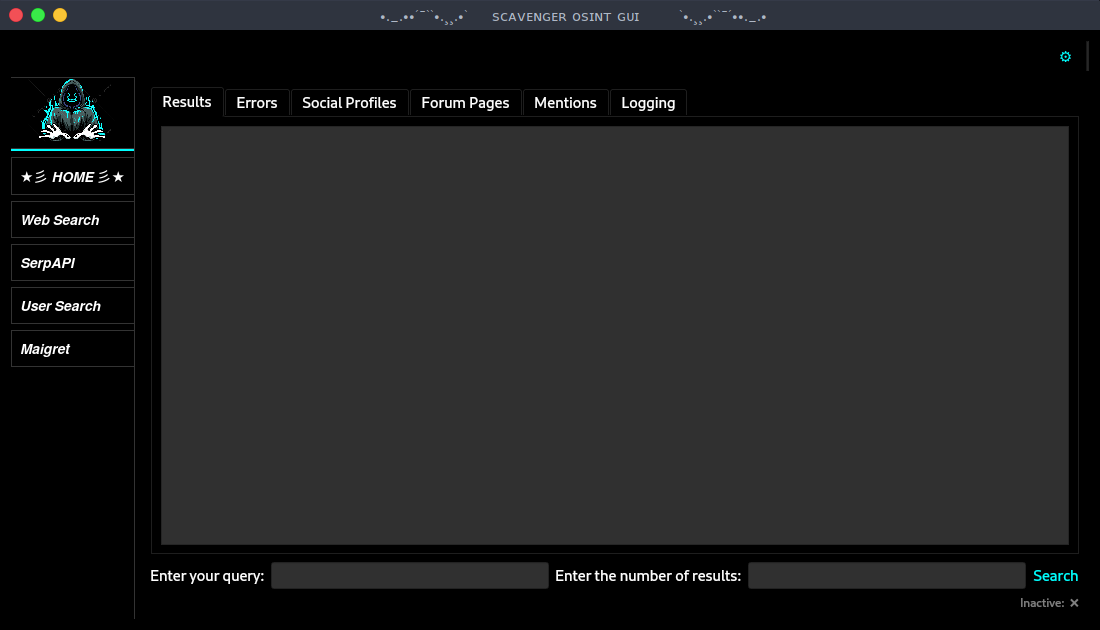 •._.••´¯``•.¸¸.•` SCAVENGER OSINT GUI `•.¸¸.•``¯´••._.•
Results Errors Social Profiles Forum Pages Mentions Logging
★彡 HOME 彡★
Web Search
SerpAPI
User Search
Maigret
Enter your query: Enter the number of results: Search
Inactive: ✕